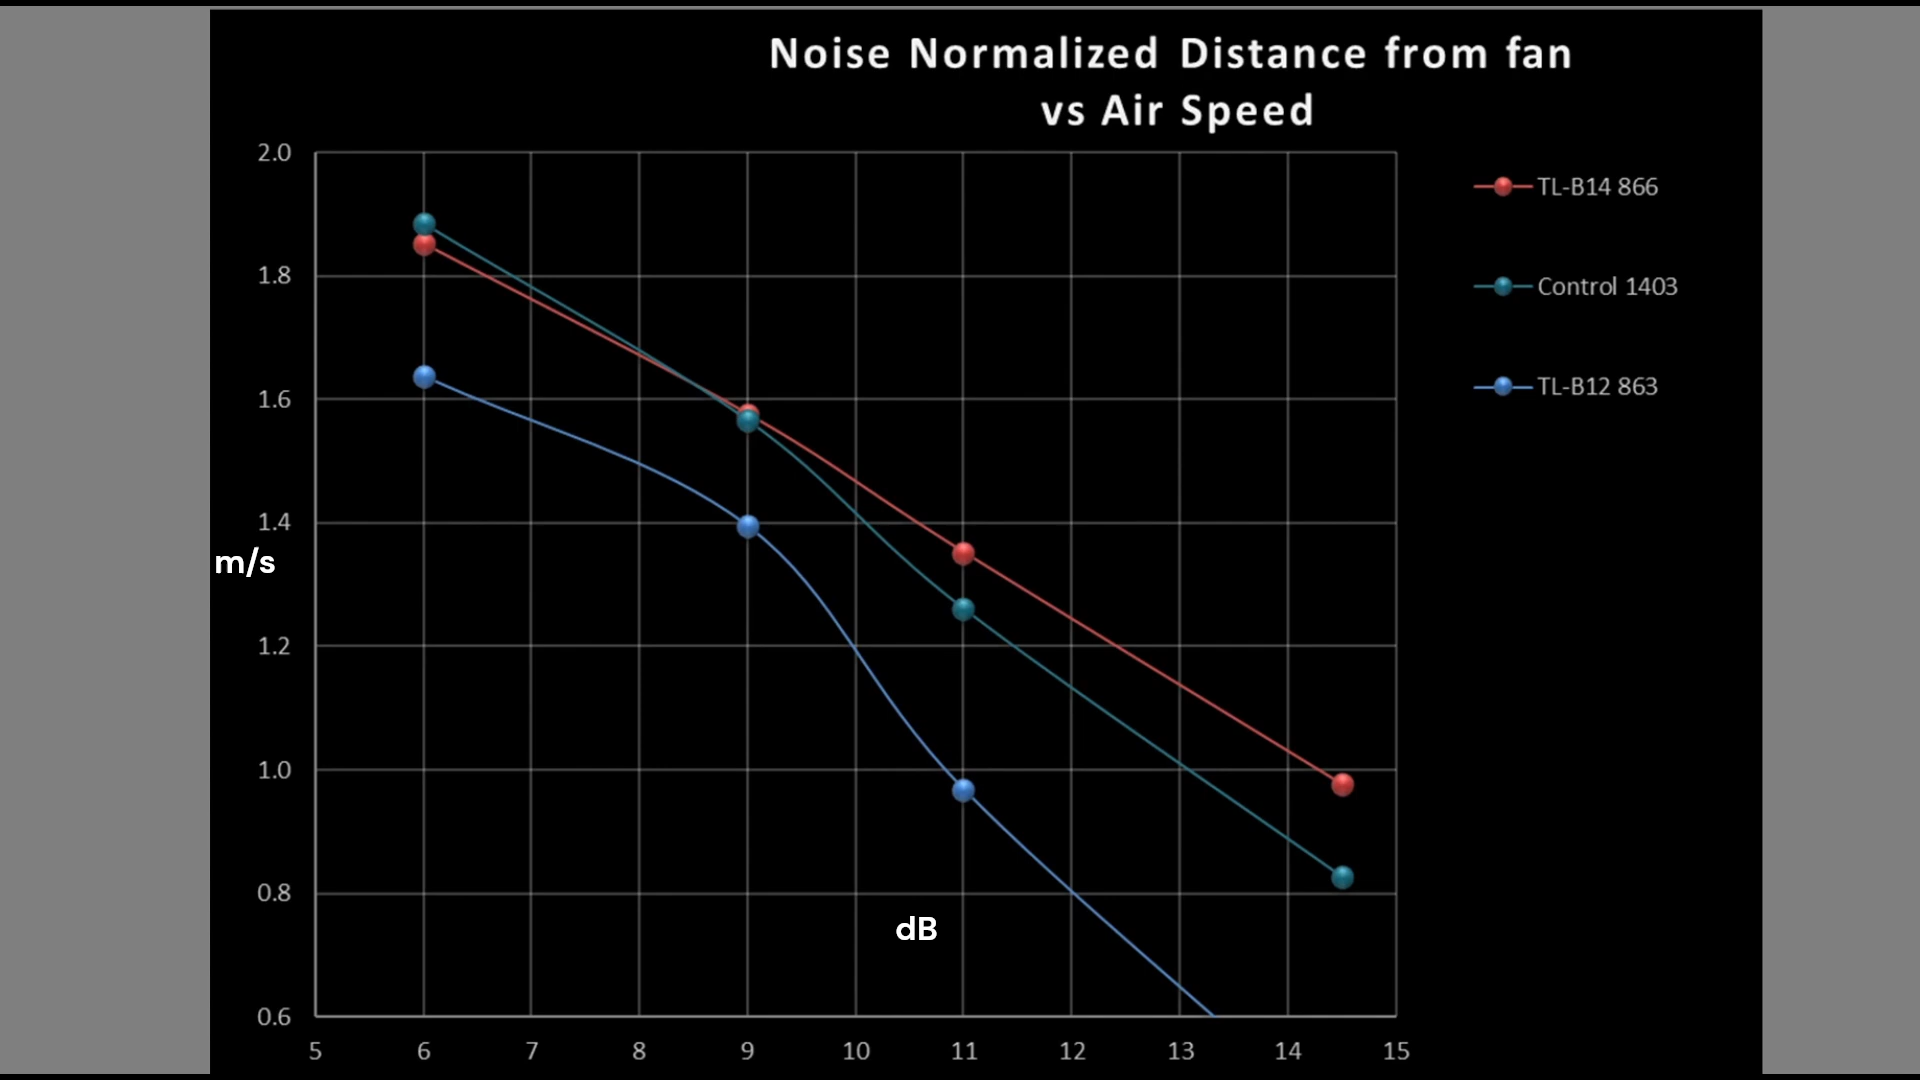 Noise Normalized Distance from fan
vs Air Speed
2.0
1.8
1.6
1.4
m/s
1.2
1.0
0.8
0.6
dB
5 6 7 8 9 10 11 12 13 14 15
TL-B14 866
Control 1403
TL-B12 863